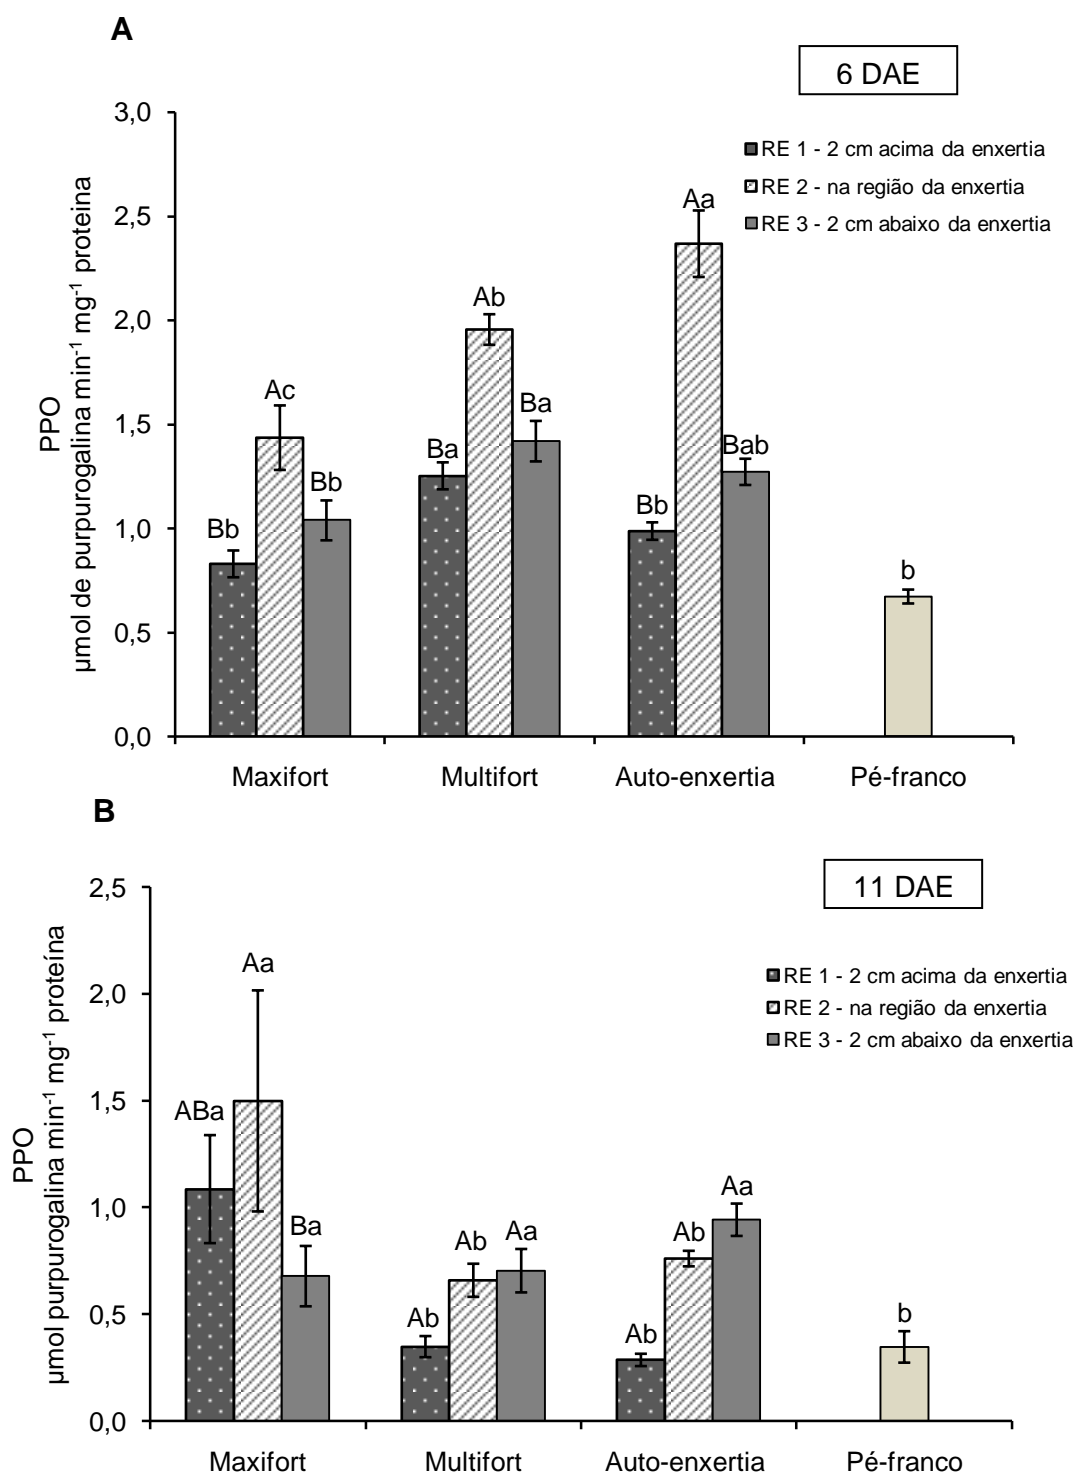 A
6 DAE
3,0
2,5
2,0
1,5
1,0
0,5
0,0
PPO
µmol de purpurogalina min⁻¹ mg⁻¹ proteina
RE 1 - 2 cm acima da enxertia
RE 2 - na região da enxertia
RE 3 - 2 cm abaixo da enxertia
Bb
Ac
Bb
Ba
Ab
Ba
Bb
Aa
Bab
b
Maxifort Multifort Auto-enxertia Pé-franco
B
11 DAE
2,5
2,0
1,5
1,0
0,5
0,0
PPO
µmol purpurogalina min⁻¹ mg⁻¹ proteína
RE 1 - 2 cm acima da enxertia
RE 2 - na região da enxertia
RE 3 - 2 cm abaixo da enxertia
ABa
Aa
Ba
Ab
Ab
Aa
Ab
Ab
Aa
b
Maxifort Multifort Auto-enxertia Pé-franco